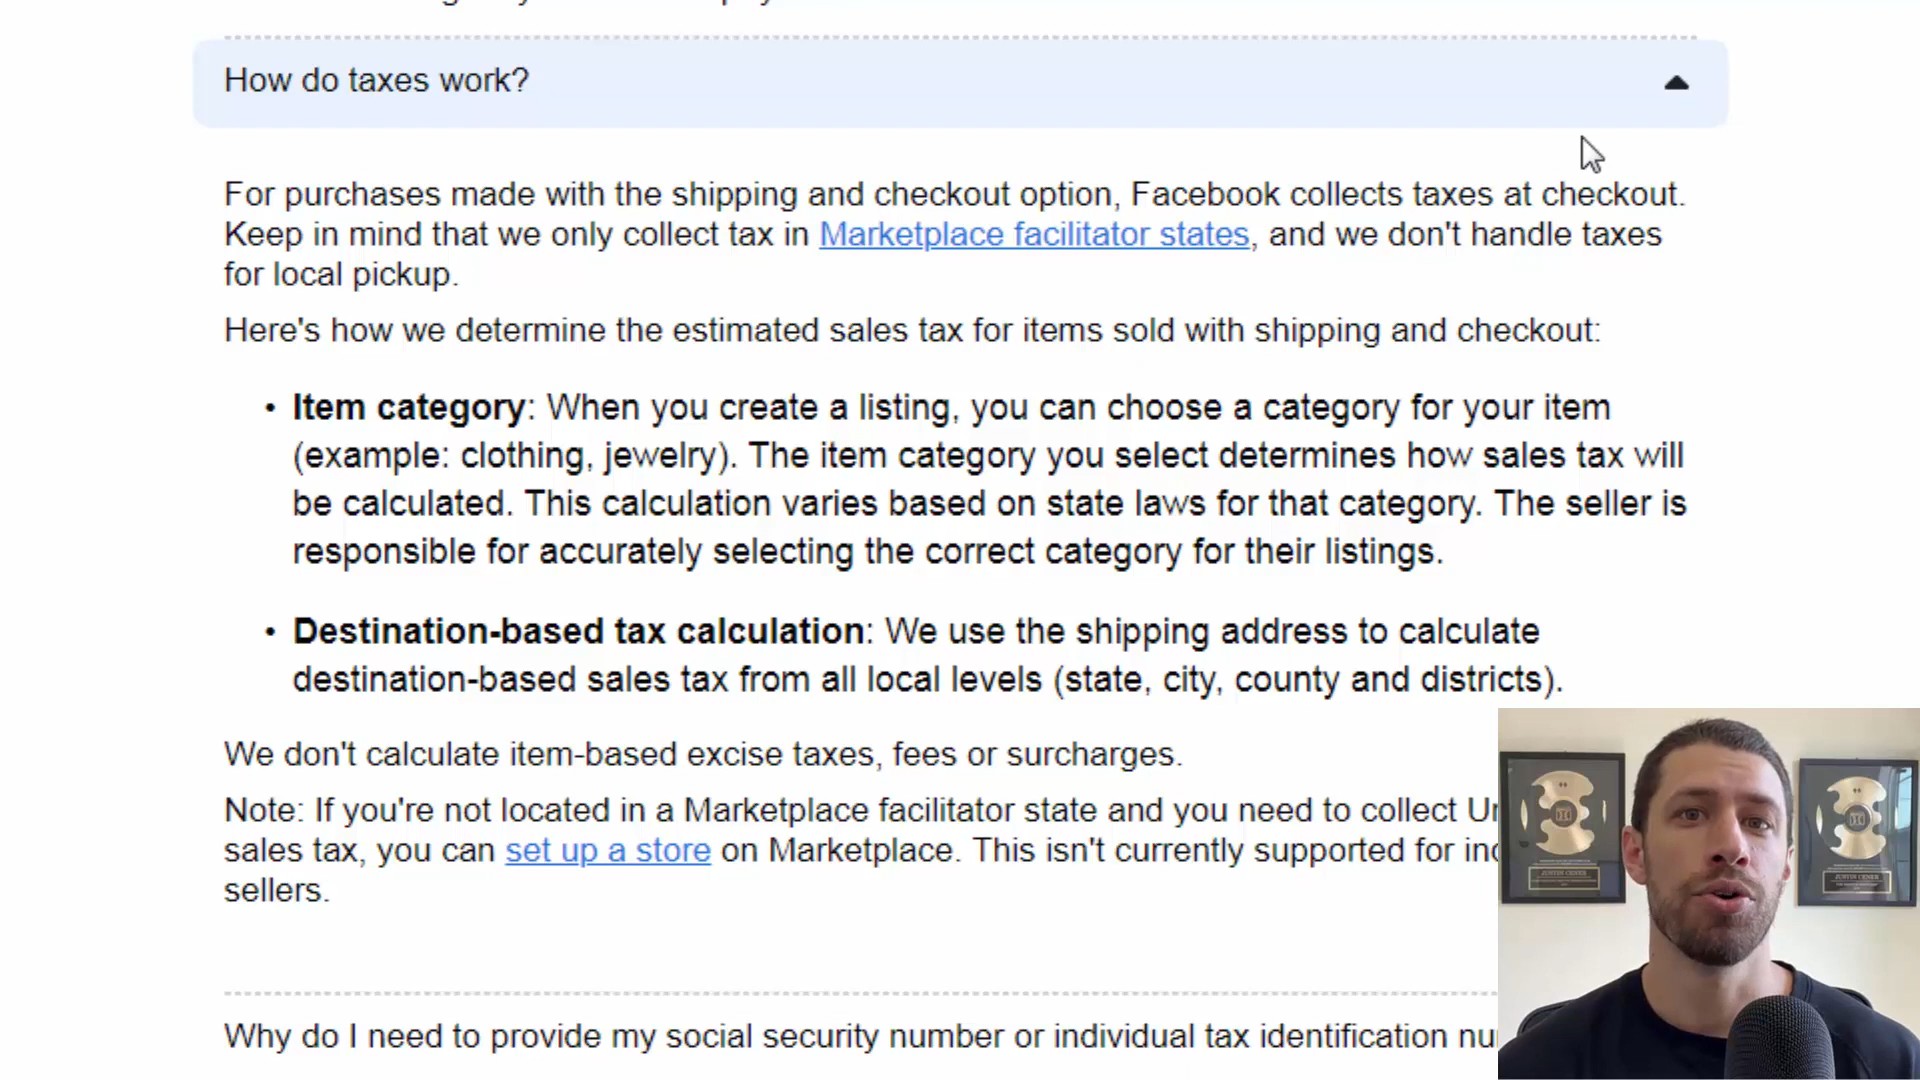 How do taxes work?
For purchases made with the shipping and checkout option, Facebook collects taxes at checkout.
Keep in mind that we only collect tax in Marketplace facilitator states, and we don't handle taxes
for local pickup.
Here's how we determine the estimated sales tax for items sold with shipping and checkout:
• Item category: When you create a listing, you can choose a category for your item
(example: clothing, jewelry). The item category you select determines how sales tax will
be calculated. This calculation varies based on state laws for that category. The seller is
responsible for accurately selecting the correct category for their listings.
• Destination-based tax calculation: We use the shipping address to calculate
destination-based sales tax from all local levels (state, city, county and districts).
We don't calculate item-based excise taxes, fees or surcharges.
Note: If you're not located in a Marketplace facilitator state and you need to collect
sales tax, you can set up a store on Marketplace. This isn't currently supported for
sellers.
JUSTIN CENER
JUSTIN CENER
Why do I need to provide my social security number or individual tax identification